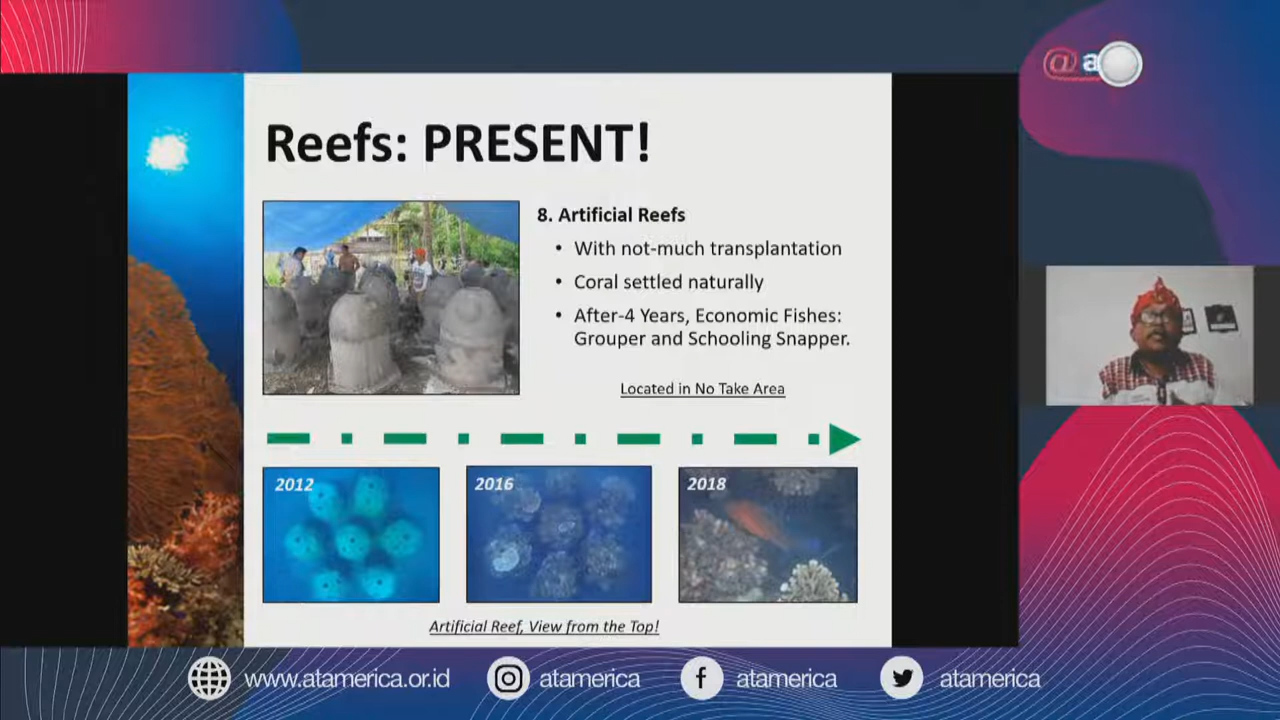 @a
Reefs: PRESENT!
8. Artificial Reefs
• With not-much transplantation
• Coral settled naturally
• After-4 Years, Economic Fishes:
Grouper and Schooling Snapper.
Located in No Take Area
2012
2016
2018
Artificial Reef, View from the Top!
www.atamerica.or.id
atamerica
atamerica
atamerica